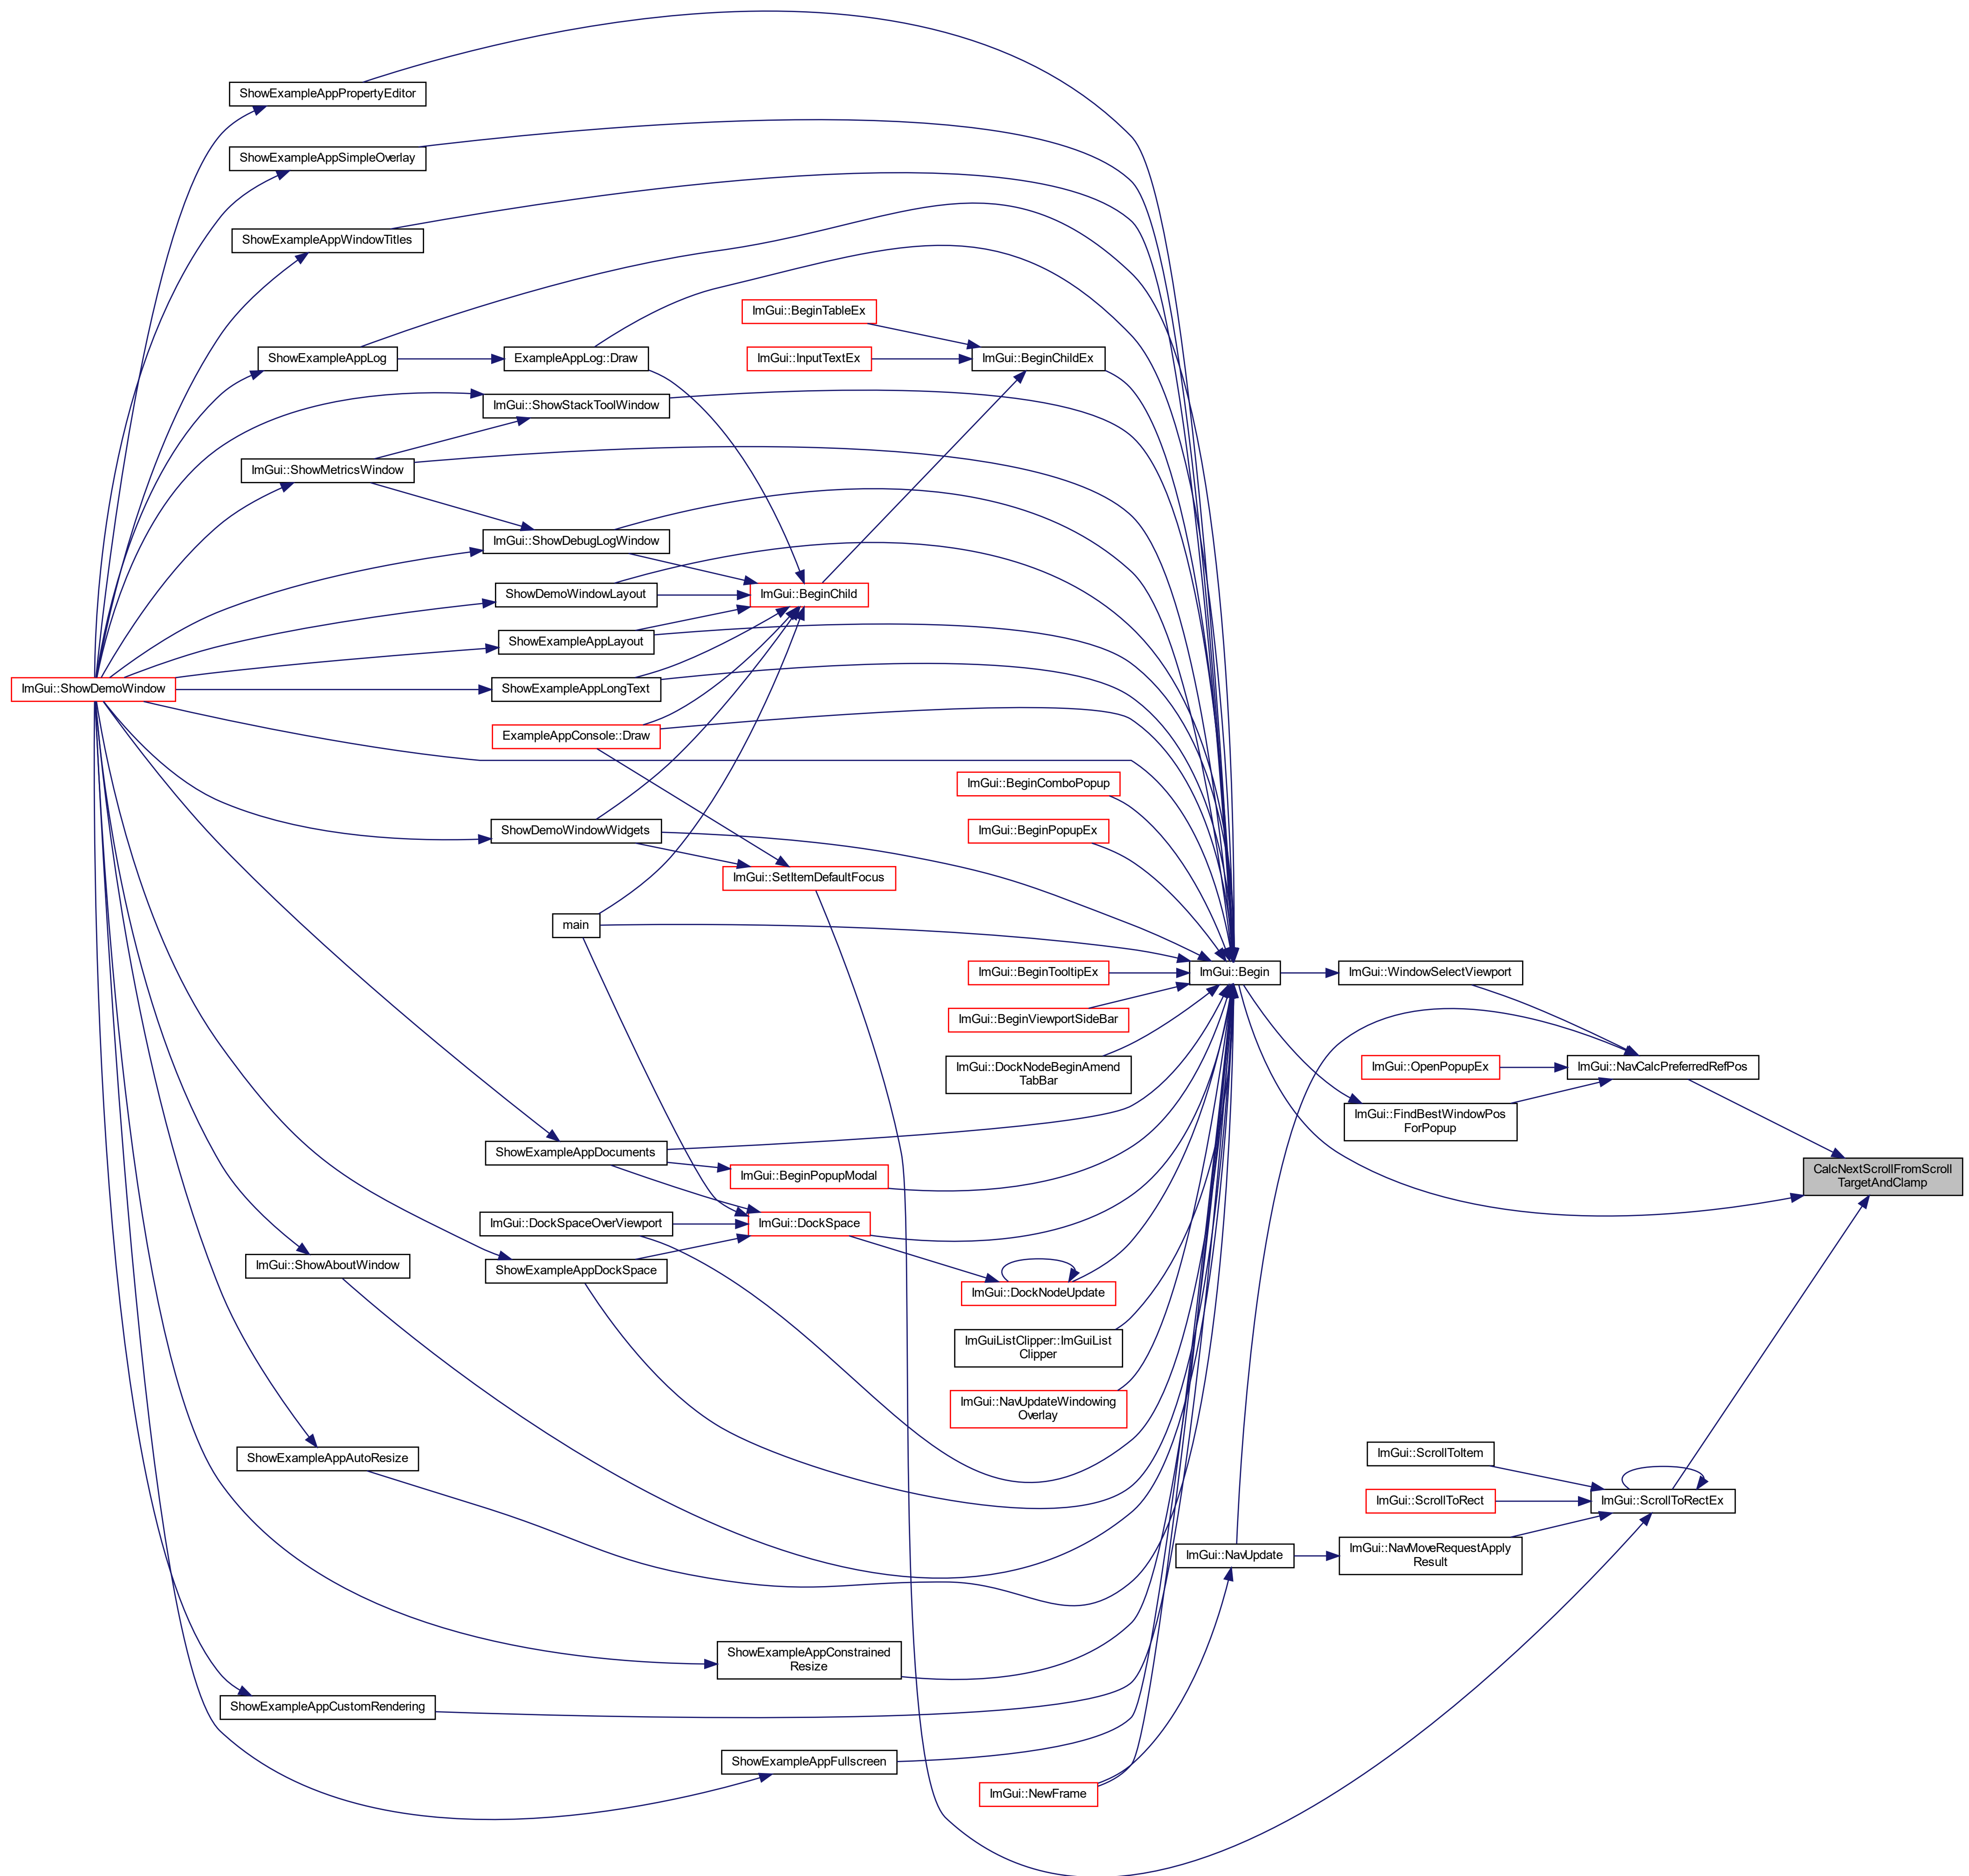 ShowExampleAppPropertyEditor
ShowExampleAppSimpleOverlay
ShowExampleAppWindowTitles
ImGui::BeginTableEx
ShowExampleAppLog
ExampleAppLog::Draw
ImGui::InputTextEx
ImGui::BeginChildEx
ImGui::ShowStackToolWindow
ImGui::ShowMetricsWindow
ImGui::ShowDebugLogWindow
ShowDemoWindowLayout
ImGui::BeginChild
ShowExampleAppLayout
ImGui::ShowDemoWindow
ShowExampleAppLongText
ExampleAppConsole::Draw
ImGui::BeginComboPopup
ShowDemoWindowWidgets
ImGui::BeginPopupEx
ImGui::SetItemDefaultFocus
main
ImGui::BeginTooltipEx
ImGui::Begin
ImGui::WindowSelectViewport
ImGui::BeginViewportSideBar
ImGui::DockNodeBeginAmend
TabBar
ImGui::OpenPopupEx
ImGui::NavCalcPreferredRefPos
ImGui::FindBestWindowPos
ForPopup
ShowExampleAppDocuments
ImGui::BeginPopupModal
CalcNextScrollFromScroll
TargetAndClamp
ImGui::DockSpaceOverViewport
ImGui::DockSpace
ImGui::ShowAboutWindow
ShowExampleAppDockSpace
ImGui::DockNodeUpdate
ImGuiListClipper::ImGuiList
Clipper
ImGui::NavUpdateWindowing
Overlay
ShowExampleAppAutoResize
ImGui::ScrollToItem
ImGui::ScrollToRect
ImGui::ScrollToRectEx
ImGui::NavUpdate
ImGui::NavMoveRequestApply
Result
ShowExampleAppConstrained
Resize
ShowExampleAppCustomRendering
ShowExampleAppFullscreen
ImGui::NewFrame